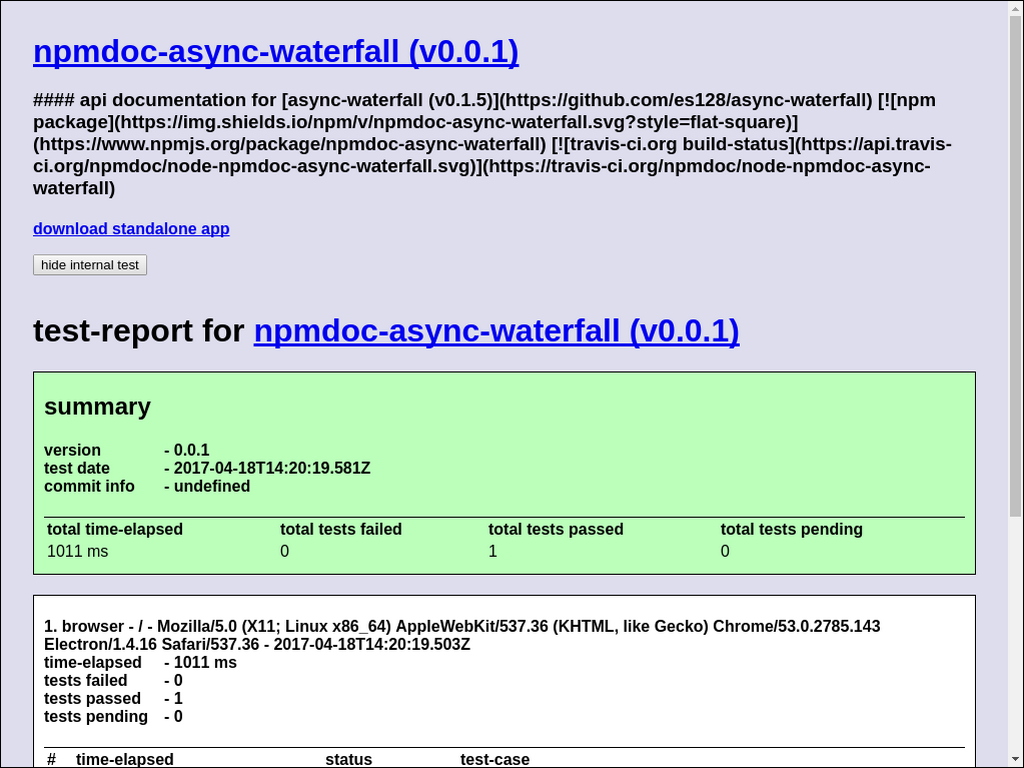 npmdoc-async-waterfall (v0.0.1)
#### api documentation for [async-waterfall (v0.1.5)](https://github.com/es128/async-waterfall) [![npm
package](https://img.shields.io/npm/v/npmdoc-async-waterfall.svg?style=flat-square)]
(https://www.npmjs.org/package/npmdoc-async-waterfall) [![travis-ci.org build-status](https://api.travis-
ci.org/npmdoc/node-npmdoc-async-waterfall.svg)](https://travis-ci.org/npmdoc/node-npmdoc-async-
waterfall)
download standalone app
hide internal test
test-report for npmdoc-async-waterfall (v0.0.1)
summary
version - 0.0.1
test date - 2017-04-18T14:20:19.581Z
commit info - undefined
total time-elapsed total tests failed total tests passed total tests pending
1011 ms 0 1 0
1. browser - / - Mozilla/5.0 (X11; Linux x86_64) AppleWebKit/537.36 (KHTML, like Gecko) Chrome/53.0.2785.143
Electron/1.4.16 Safari/537.36 - 2017-04-18T14:20:19.503Z
time-elapsed - 1011 ms
tests failed - 0
tests passed - 1
tests pending - 0
# time-elapsed status test-case